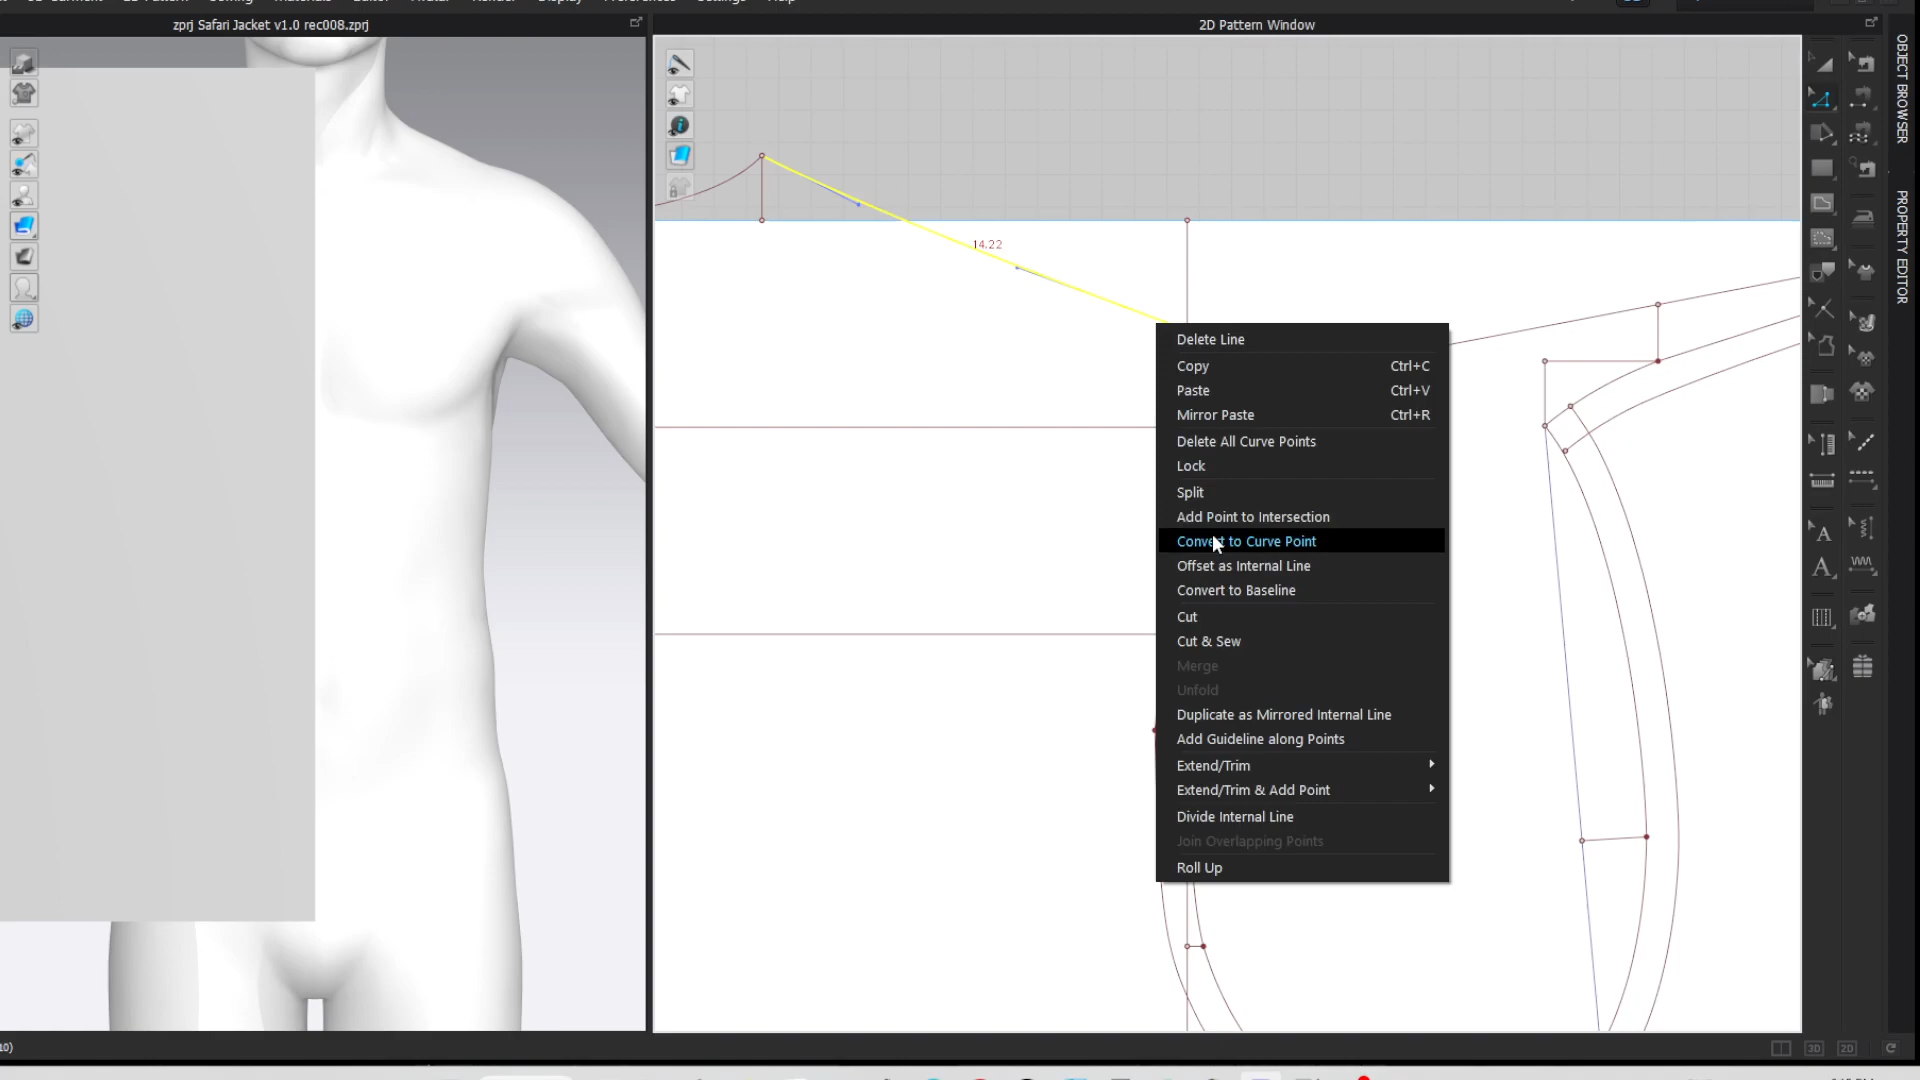 zprj Safari Jacket v1.0 rec008.zprj
2D Pattern Window
14.22
Delete Line
Copy Ctrl+C
Paste Ctrl+V
Mirror Paste Ctrl+R
Delete All Curve Points
Lock
Split
Add Point to Intersection
Convert to Curve Point
Offset as Internal Line
Convert to Baseline
Cut
Cut & Sew
Merge
Unfold
Duplicate as Mirrored Internal Line
Add Guideline along Points
Extend/Trim
Extend/Trim & Add Point
Divide Internal Line
Join Overlapping Points
Roll Up
OBJECT BROWSER
PROPERTY EDITOR
A
A
3D
2D